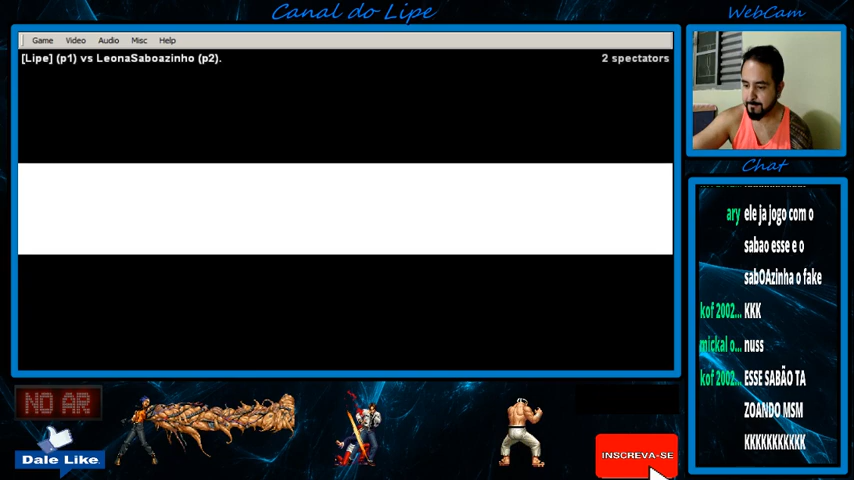 Canal do Lipe
WebCam
Game Video Audio Misc Help
[Lipe] (p1) vs LeonaSaboazinho (p2).
2 spectators
Chat
ary ele ja jogo com o
sabao esse e o
sabOAzinha o fake
kof 2002... KKK
mickal o... nuss
kof 2002... ESSE SABÃO TA
ZOANDO MSM
KKKKKKKKKKK
NO AR
Dale Like.
INSCREVA-SE